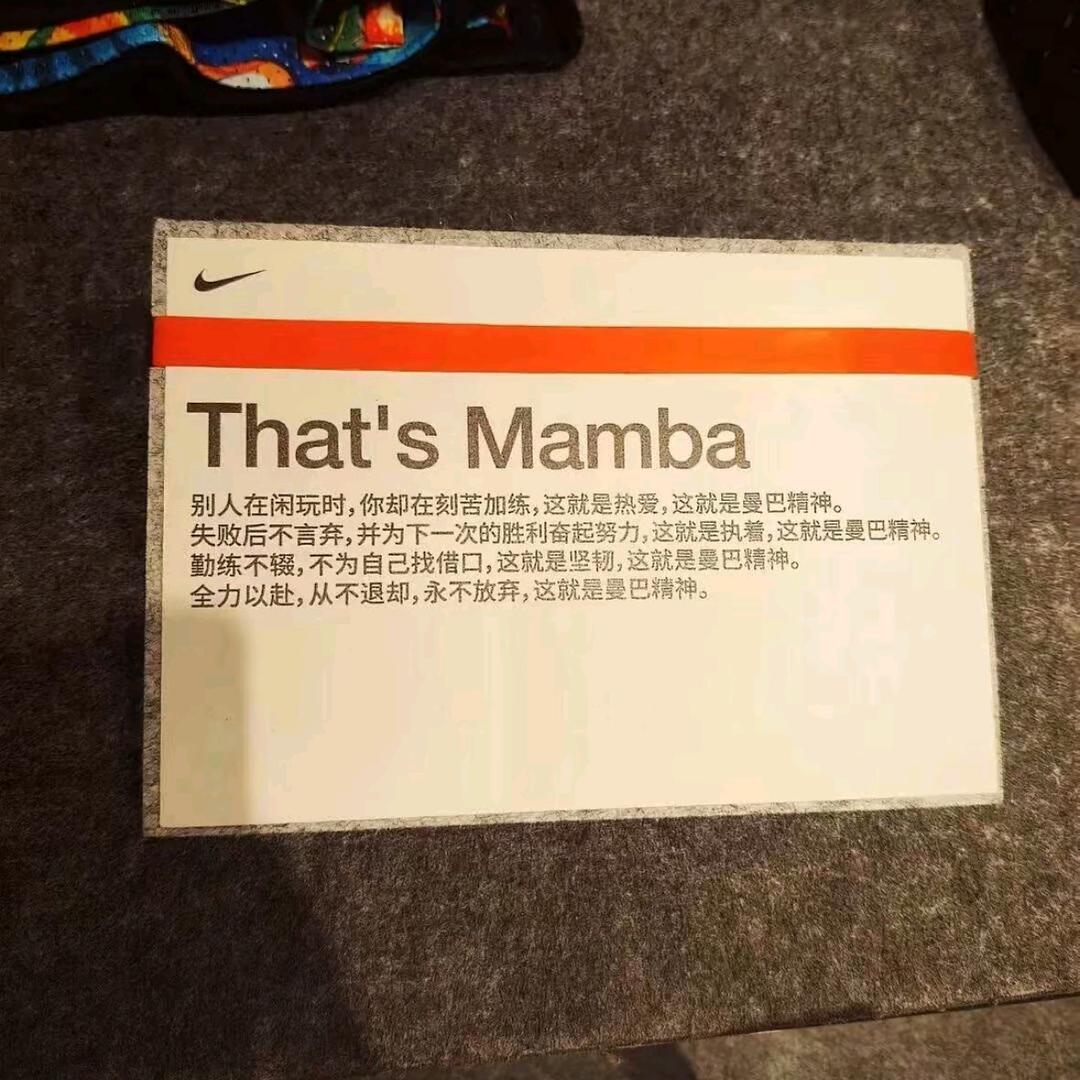 That's Mamba
别人在闲玩时，你却在刻苦加练，这就是热爱，这就是曼巴精神。
失败后不言弃，并为下一次的胜利奋起努力，这就是执着，这就是曼巴精神。
勤练不辍，不为自己找借口，这就是坚韧，这就是曼巴精神。
全力以赴，从不退却，永不放弃，这就是曼巴精神。